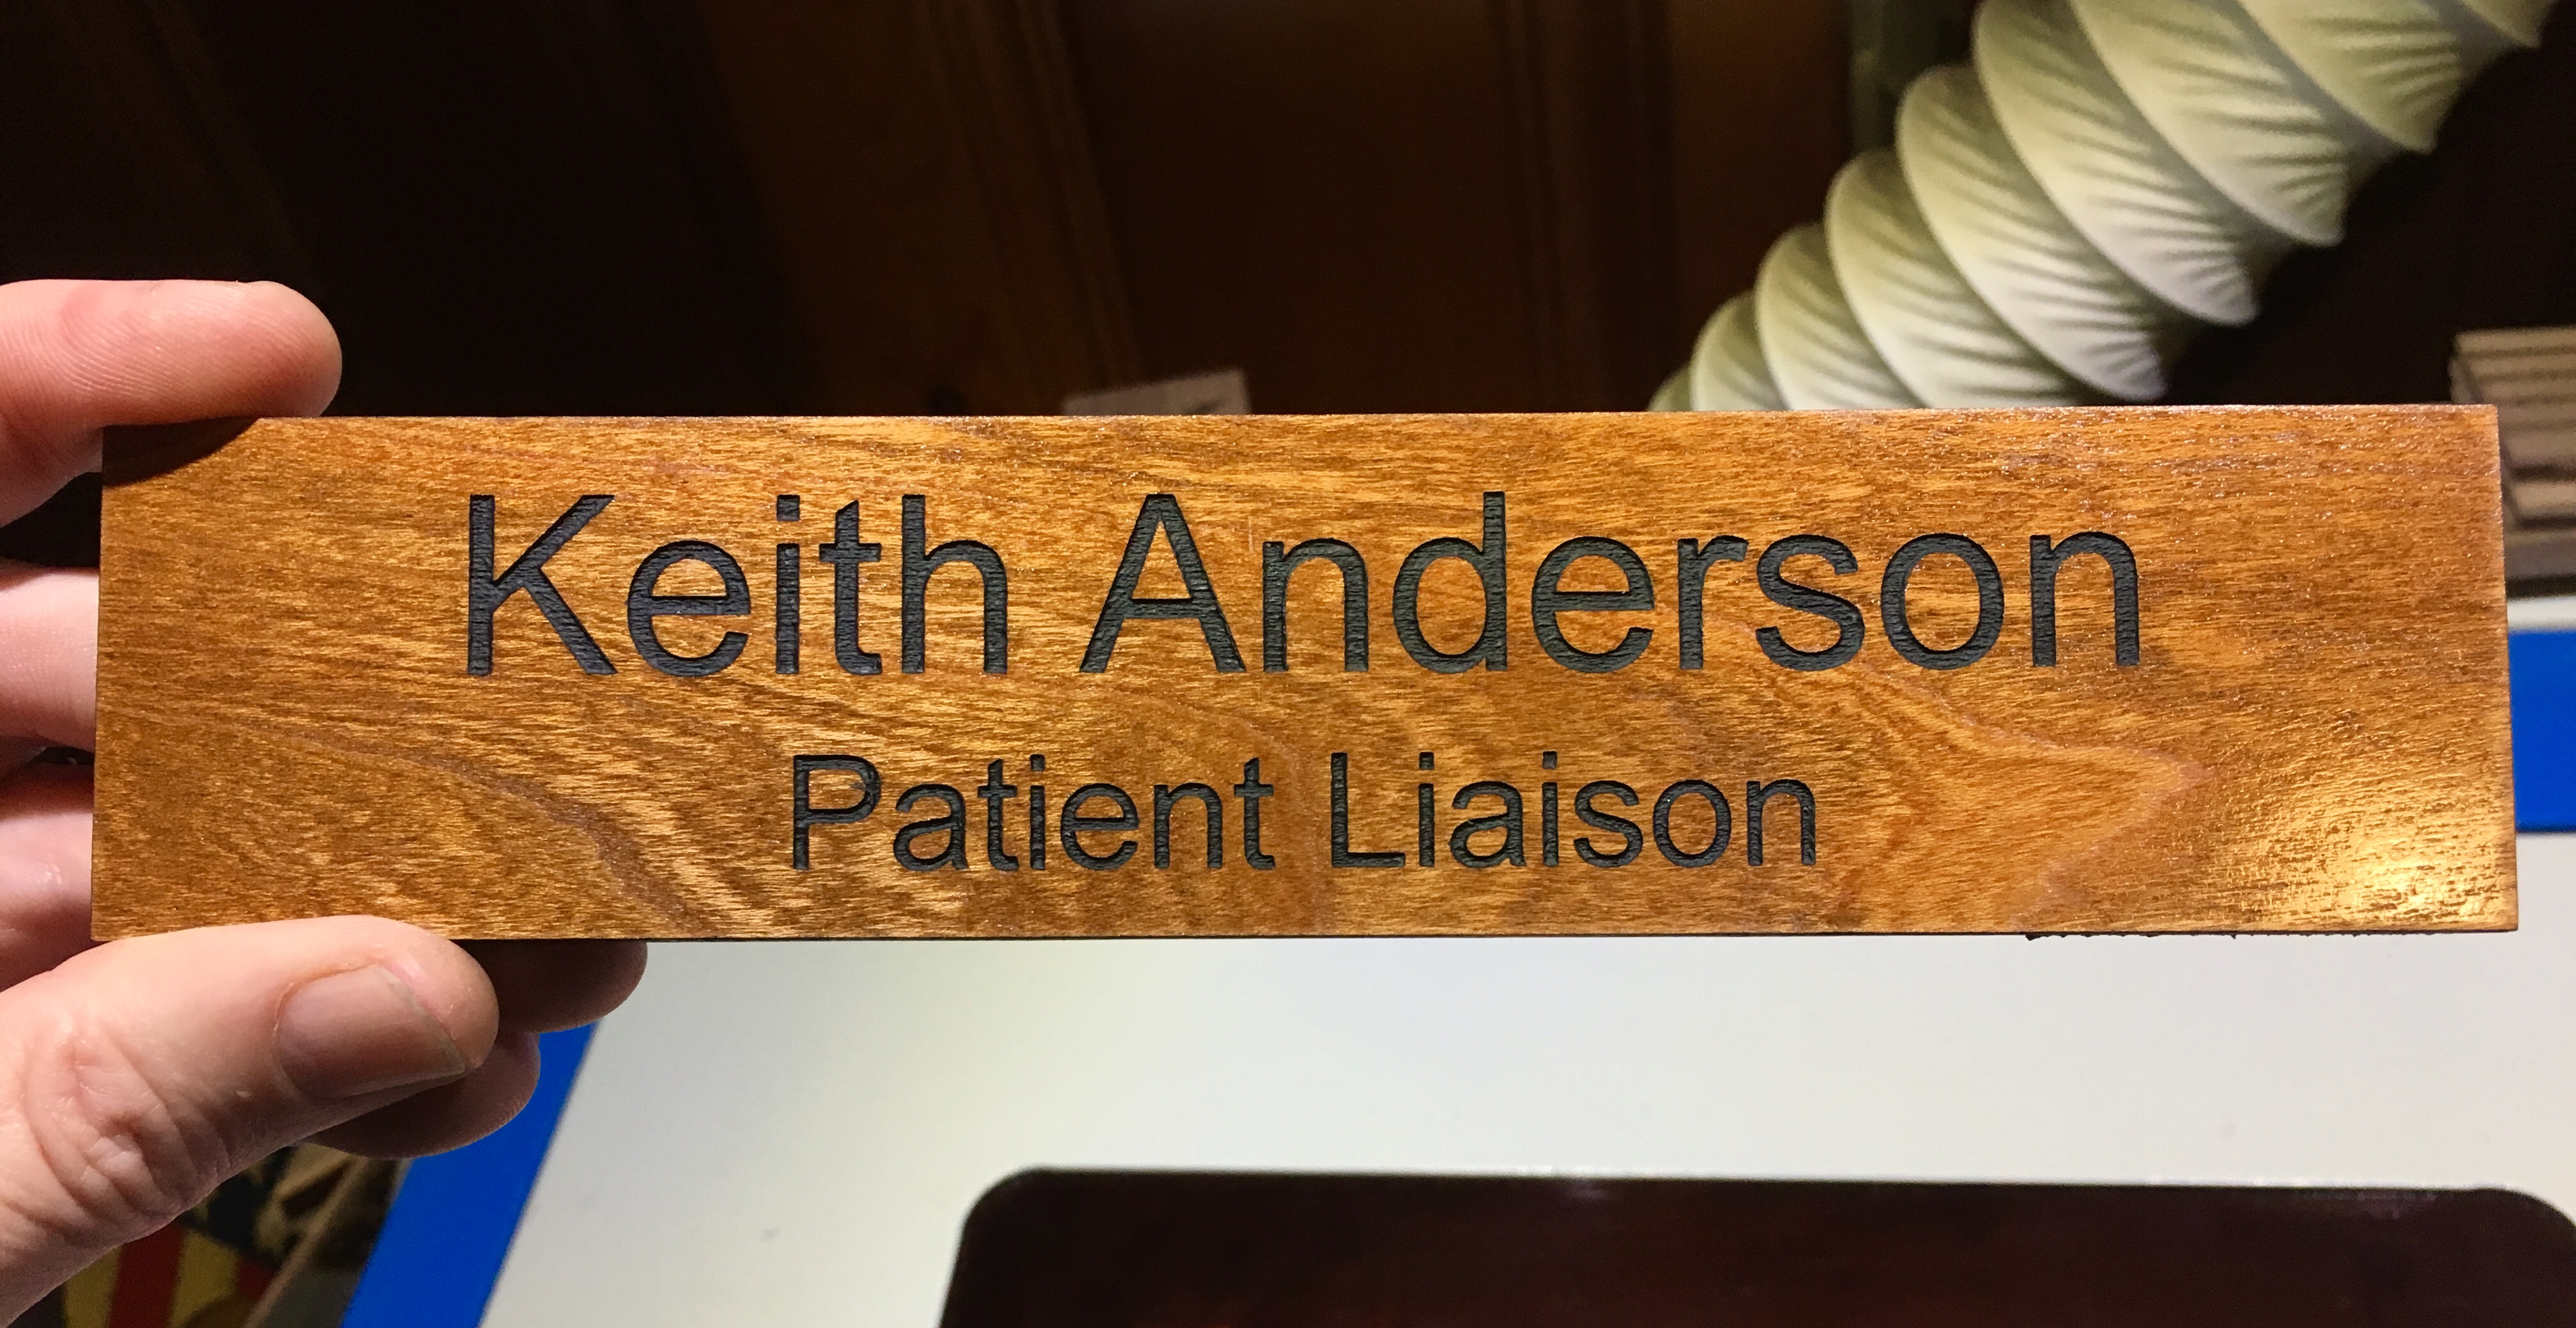 Keith Anderson
Patient Liaison